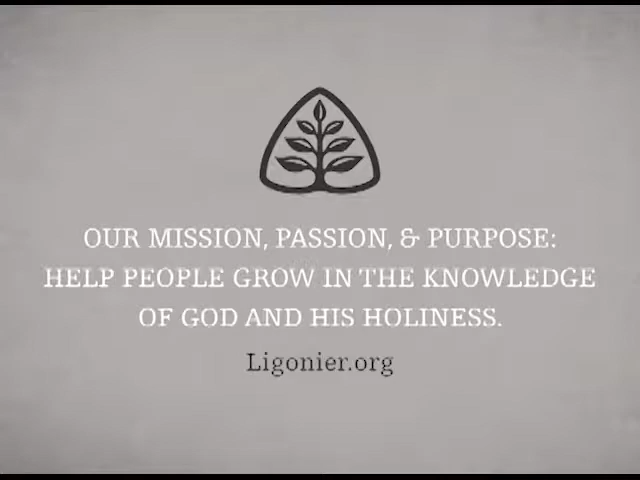 OUR MISSION, PASSION, & PURPOSE:
HELP PEOPLE GROW IN THE KNOWLEDGE
OF GOD AND HIS HOLINESS.
Ligonier.org